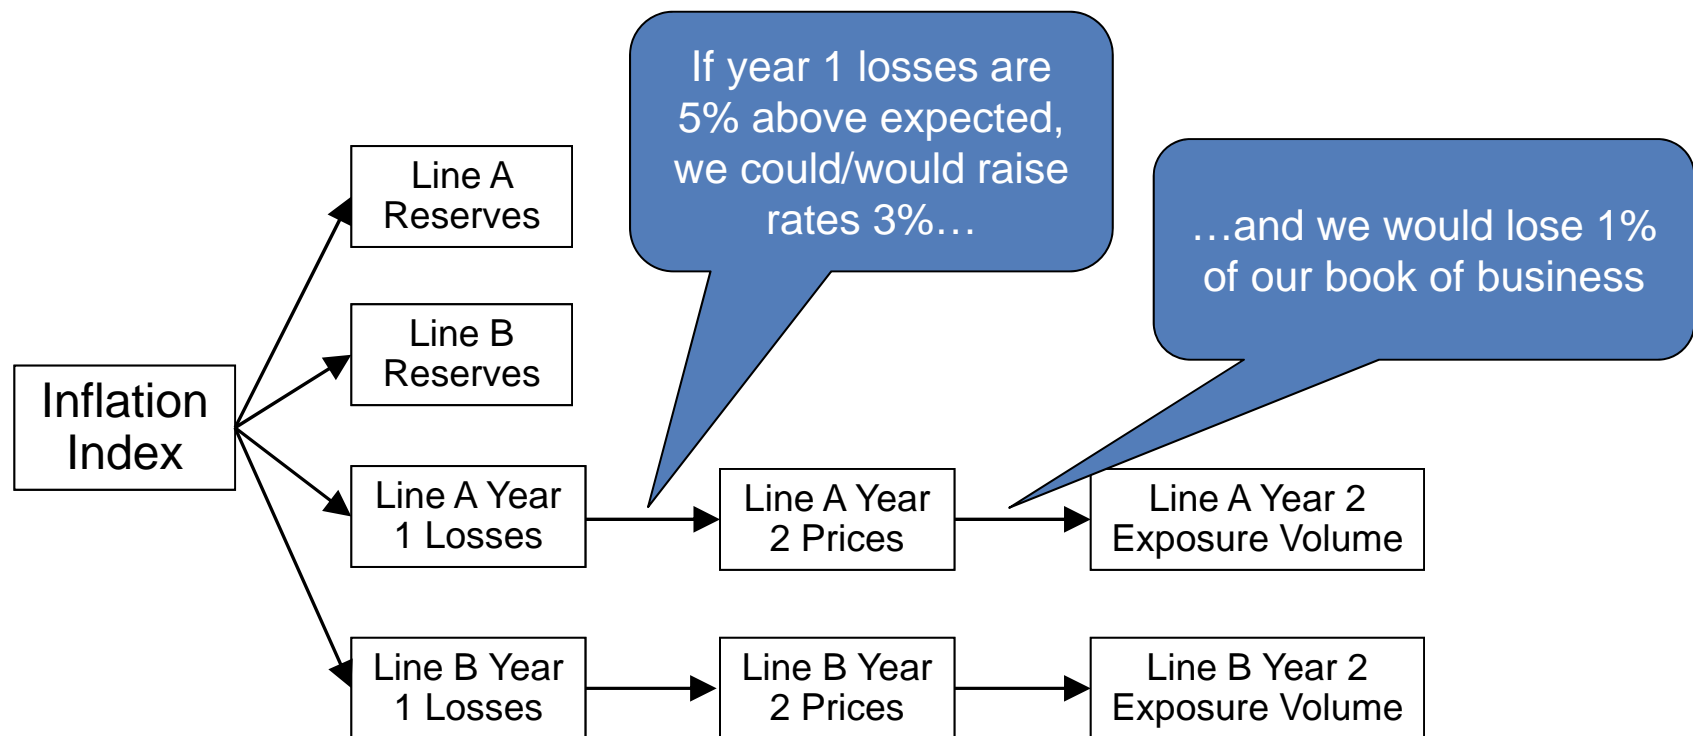 If year 1 losses are
5% above expected,
we could/would raise
rates 3%…
…and we would lose 1%
of our book of business
Inflation
Index
Line A
Reserves
Line B
Reserves
Line A Year
1 Losses
Line A Year
2 Prices
Line A Year 2
Exposure Volume
Line B Year
1 Losses
Line B Year
2 Prices
Line B Year 2
Exposure Volume